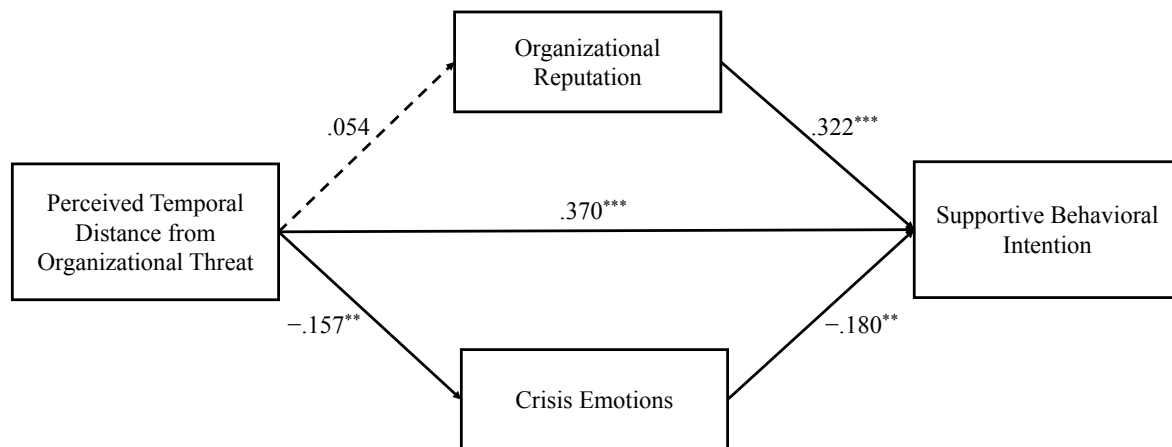 Organizational
Reputation
.054
.322***
Perceived Temporal
Distance from
Organizational Threat
.370***
Supportive Behavioral
Intention
−.157**
−.180**
Crisis Emotions